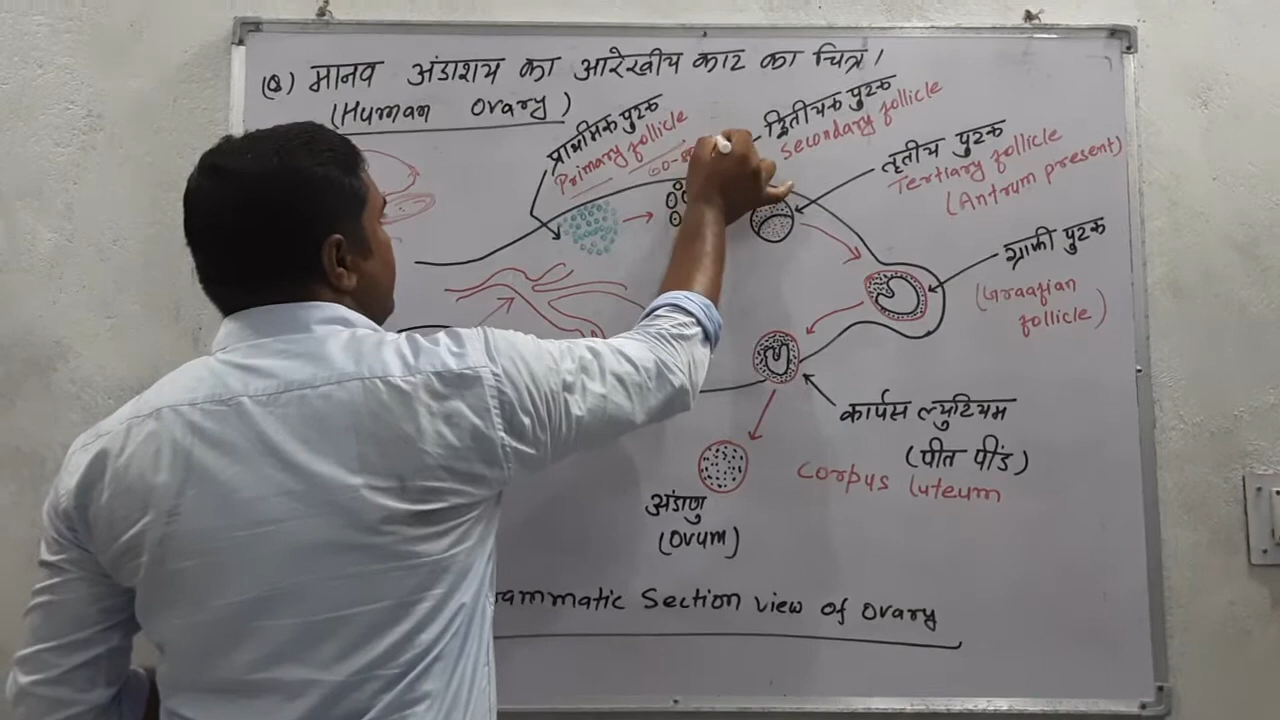 (Q) मानव अंडाशय का आरेखीय काट का चित्र।
(Human ovary)
प्राथमिक पुटक
Primary follicle
द्वितीयक पुटक
Secondary follicle
तृतीय पुटक
Tertiary follicle
(Antrum present)
ग्राफी पुटक
(Graafian
follicle)
कार्पस ल्युटियम
(पीत पींड)
Corpus luteum
अंडाणु
(Ovum)
Section view of ovary